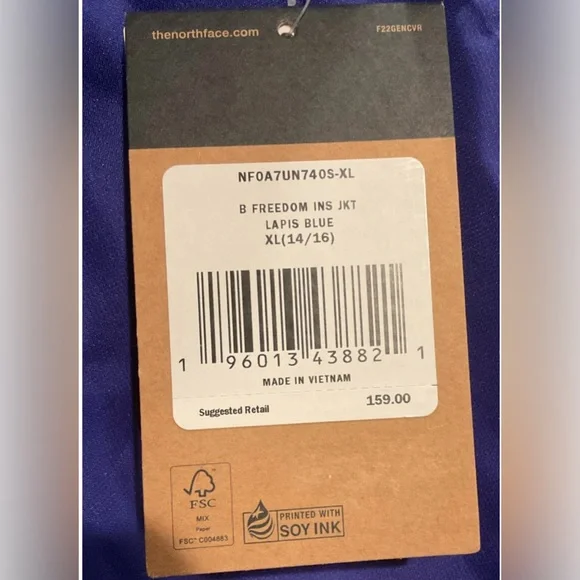 thenorthface.com
F22GENCVR
NF0A7UN740S-XL
B FREEDOM INS JKT
LAPIS BLUE
XL(14/16)
1 96013 43882 1
MADE IN VIETNAM
Suggested Retail 159.00
FSC
MIX
Paper
FSC® C004863
PRINTED WITH
SOY INK